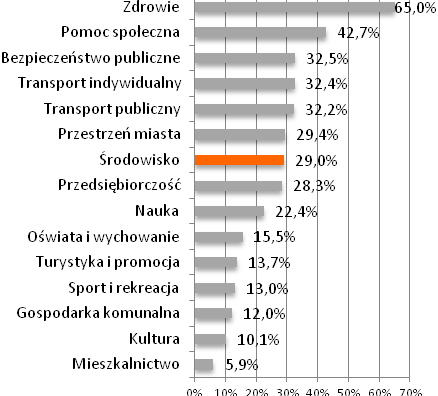 Zdrowie 65,0%
Pomoc społeczna 42,7%
Bezpieczeństwo publiczne 32,5%
Transport indywidualny 32,4%
Transport publiczny 32,2%
Przestrzeń miasta 29,4%
Środowisko 29,0%
Przedsiębiorczość 28,3%
Nauka 22,4%
Oświata i wychowanie 15,5%
Turystyka i promocja 13,7%
Sport i rekreacja 13,0%
Gospodarka komunalna 12,0%
Kultura 10,1%
Mieszkalnictwo 5,9%
0% 10% 20% 30% 40% 50% 60% 70%